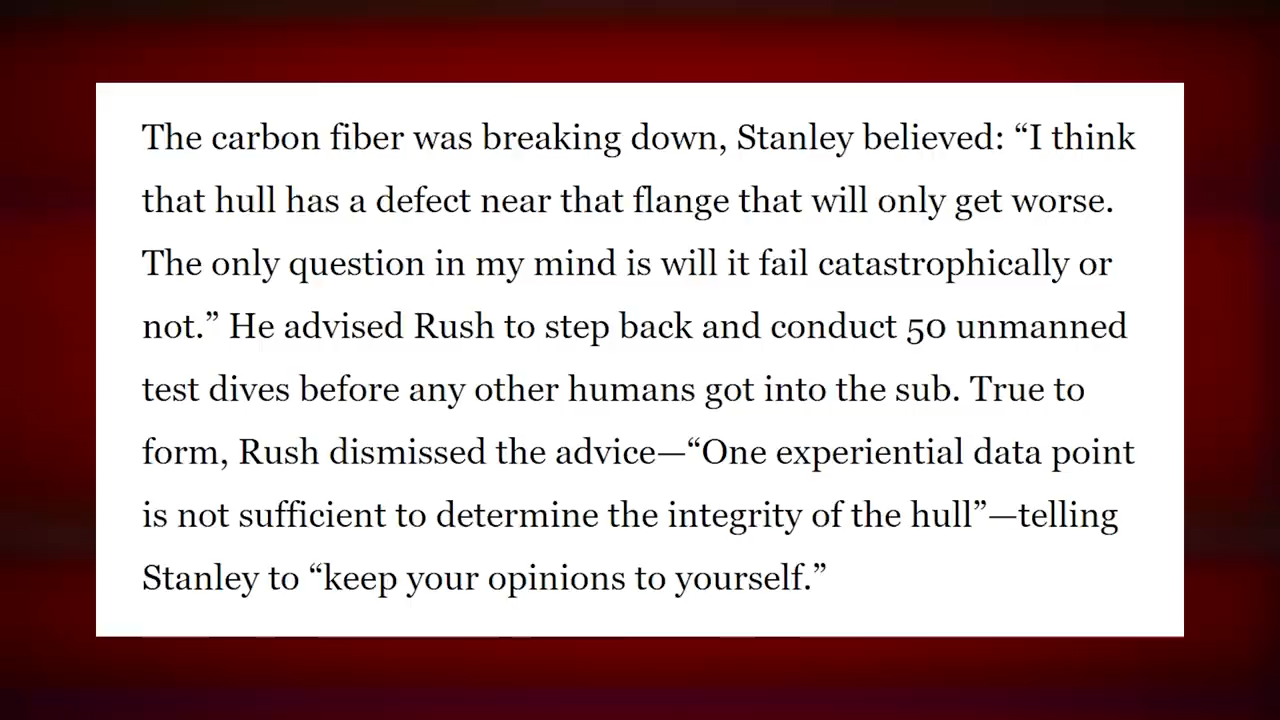 The carbon fiber was breaking down, Stanley believed: “I think
that hull has a defect near that flange that will only get worse.
The only question in my mind is will it fail catastrophically or
not.” He advised Rush to step back and conduct 50 unmanned
test dives before any other humans got into the sub. True to
form, Rush dismissed the advice—“One experiential data point
is not sufficient to determine the integrity of the hull”—telling
Stanley to “keep your opinions to yourself.”